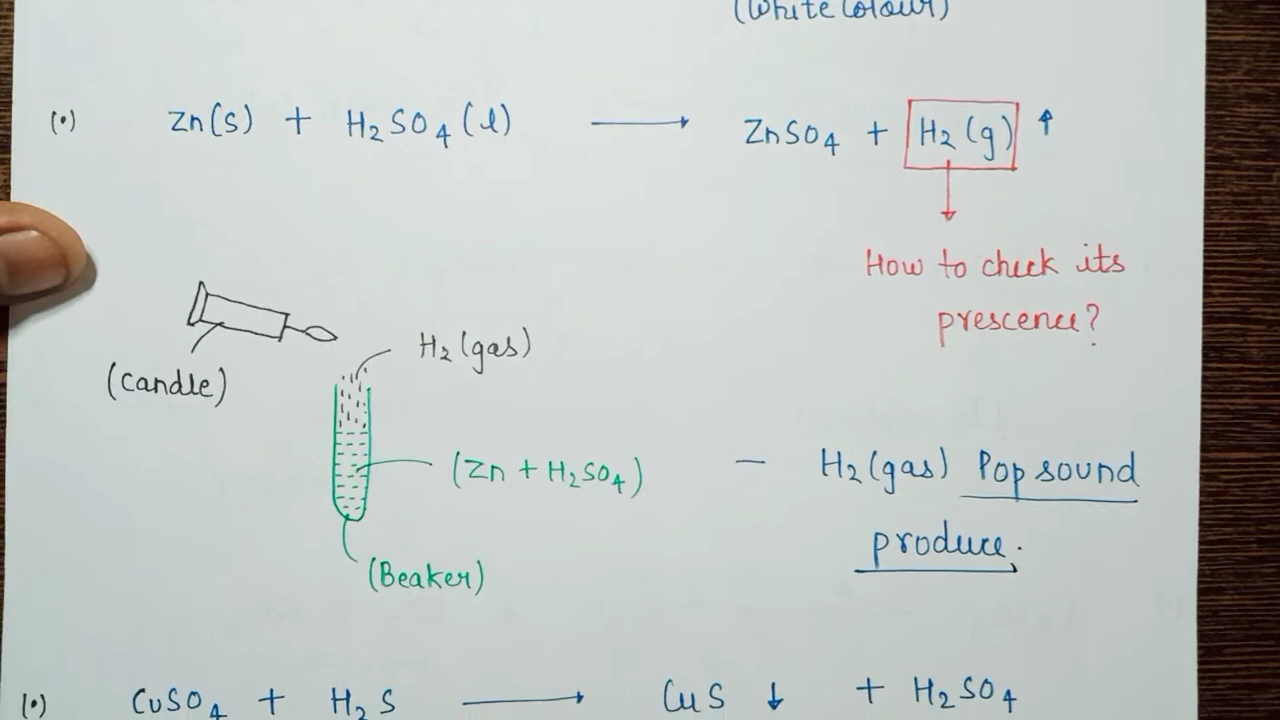 (White Colour)
(•) Zn(s) + H₂SO₄(l) ⟶ ZnSO₄ + H₂(g) ↑
How to check its
prescence?
H₂(gas)
(candle)
(Zn + H₂SO₄)
– H₂(gas) Pop sound
produce.
(Beaker)
(•) CuSO₄ + H₂S ⟶ CuS ↓ + H₂SO₄